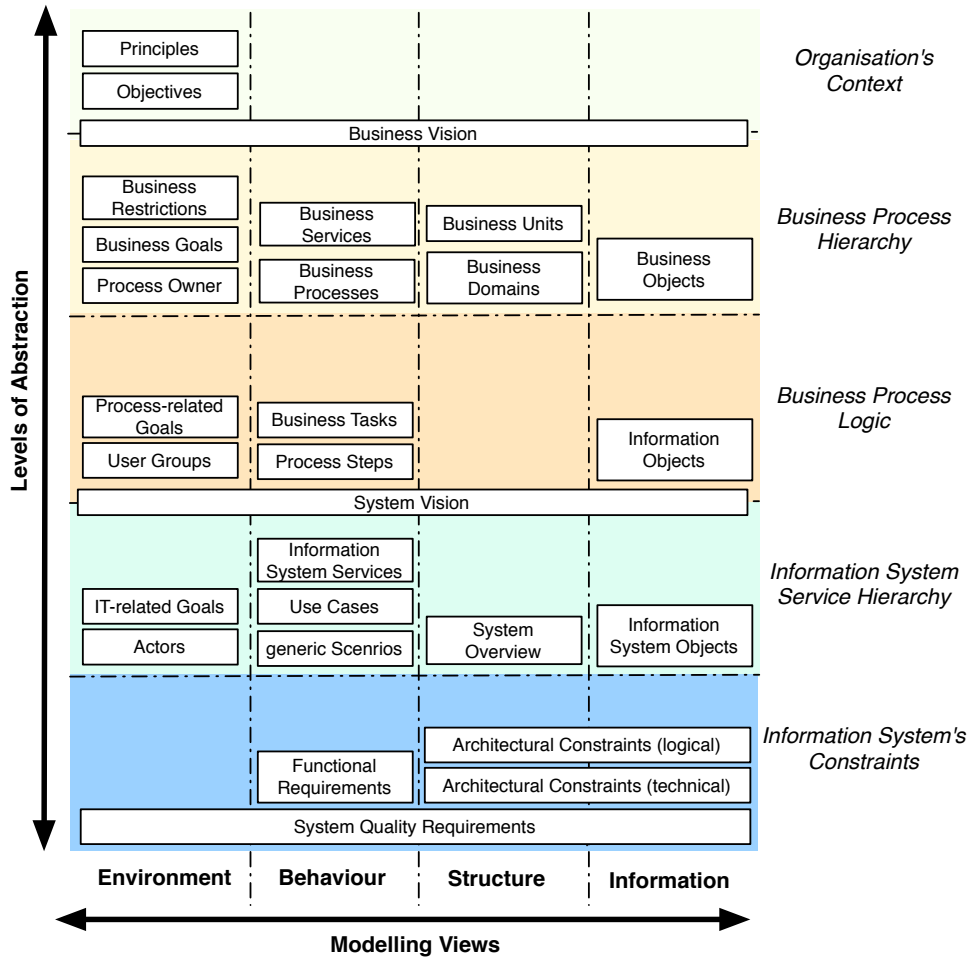 Principles
Objectives
Organisation's
Context
Business Vision
Business
Restrictions
Business Goals
Process Owner
Business
Services
Business
Processes
Business Units
Business
Domains
Business
Objects
Business Process
Hierarchy
Levels of Abstraction
Process-related
Goals
User Groups
Business Tasks
Process Steps
Information
Objects
Business Process
Logic
System Vision
IT-related Goals
Actors
Information
System Services
Use Cases
generic Scenrios
System
Overview
Information
System Objects
Information System
Service Hierarchy
Functional
Requirements
Architectural Constraints (logical)
Architectural Constraints (technical)
Information System's
Constraints
System Quality Requirements
Environment
Behaviour
Structure
Information
Modelling Views